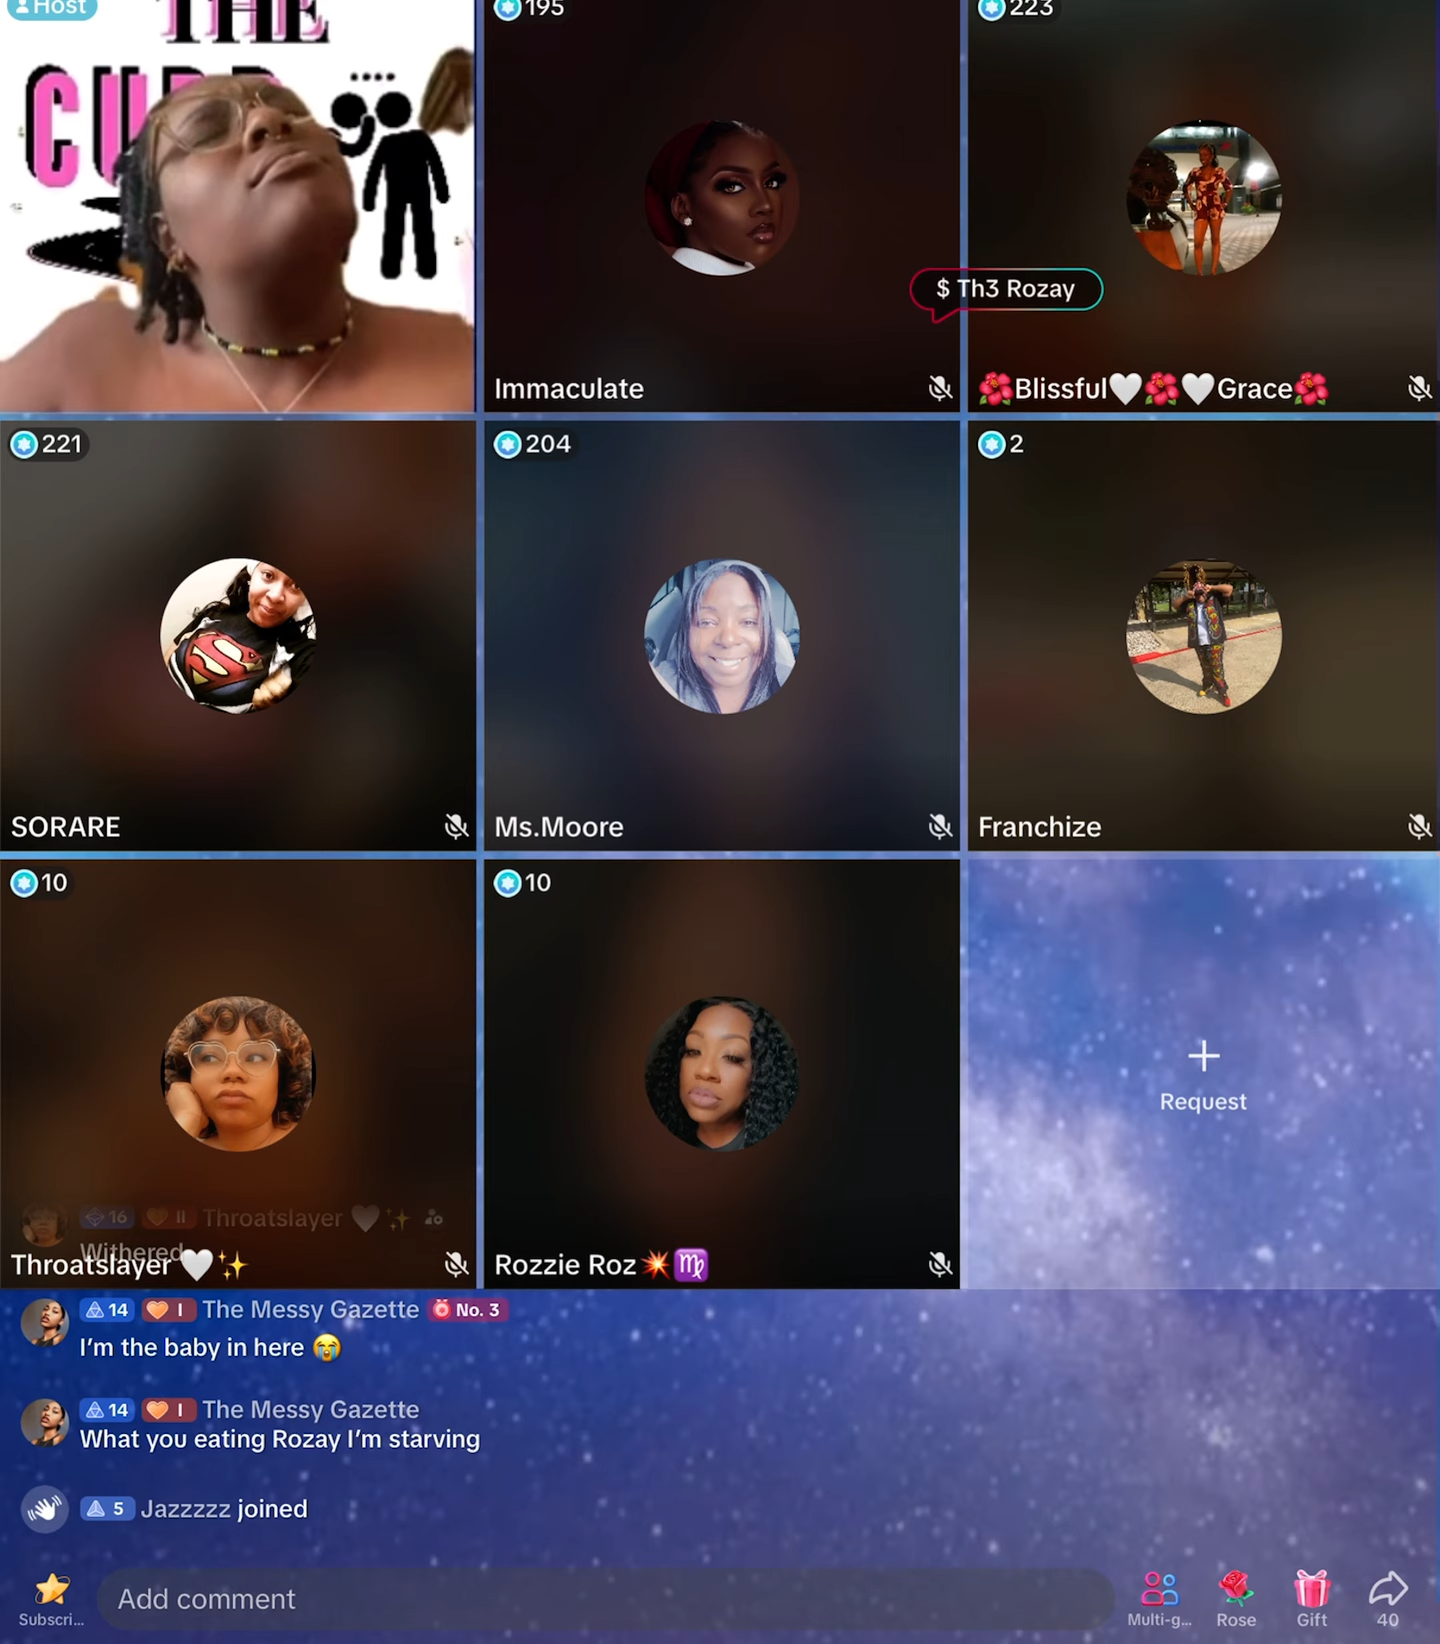 Host
THE
CU
195
223
$ Th3 Rozay
Immaculate
🌺Blissful🤍🌺🤍Grace🌺
221
204
2
SORARE
Ms.Moore
Franchize
10
10
Request
16 II Throatslayer 🤍✨
Withered
Throatslayer 🤍✨
Rozzie Roz 💥♍
14 I The Messy Gazette No. 3
I'm the baby in here 😭
14 I The Messy Gazette
What you eating Rozay I'm starving
5 Jazzzzz joined
Subscri...
Add comment
Multi-g...
Rose
Gift
40